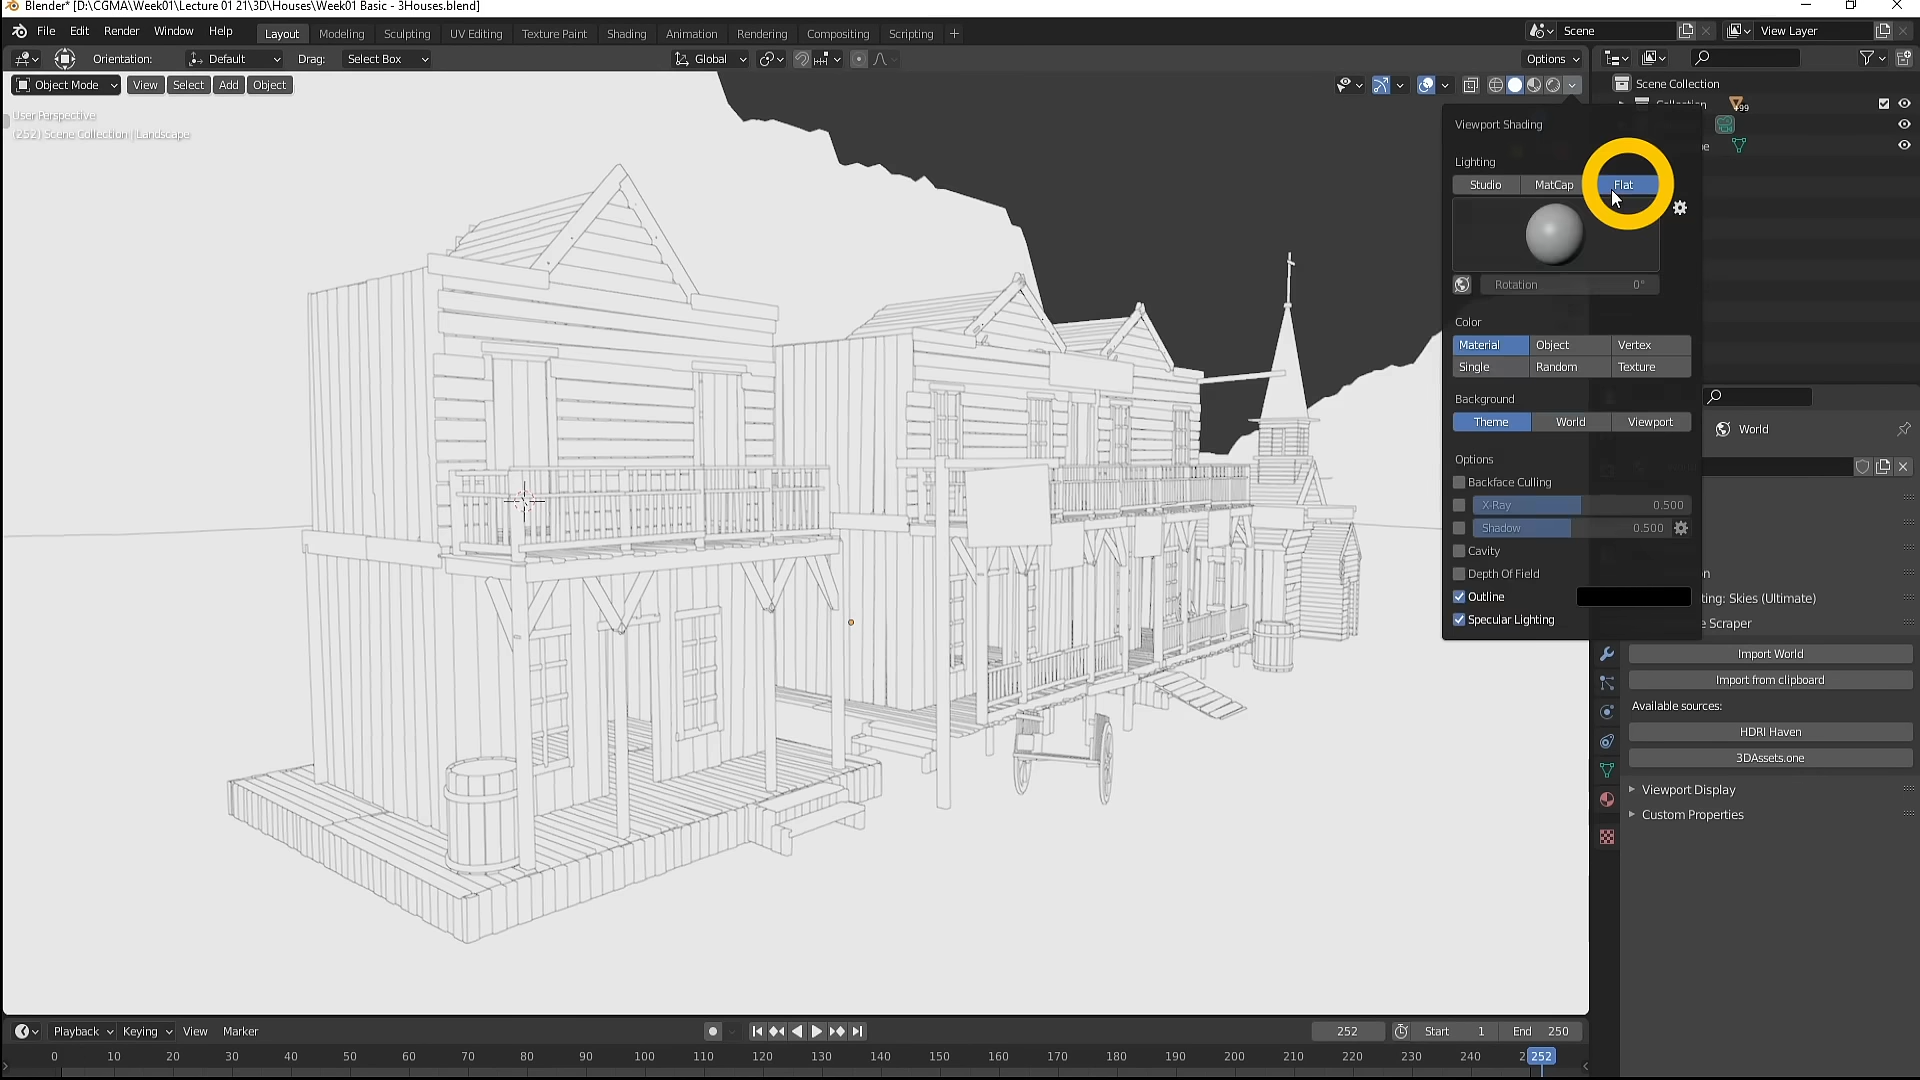 Blender* [D:\CGMA\Week01\Lecture 01 21\3D\Houses\Week01 Basic - 3Houses.blend]
File Edit Render Window Help Layout Modeling Sculpting UV Editing Texture Paint Shading Animation Rendering Compositing Scripting + Scene View Layer
Orientation: Default Drag: Select Box Global Options
Object Mode View Select Add Object
Scene Collection
Collection 99
User Perspective
(252) Scene Collection | Landscape
Viewport Shading
Lighting
Studio MatCap Flat
Rotation 0°
Color
Material Object Vertex
Single Random Texture
Background
Theme World Viewport
World
Options
Backface Culling
X-Ray 0.500
Shadow 0.500
Cavity
Depth Of Field
Outline
Specular Lighting
ting: Skies (Ultimate)
e Scraper
Import World
Import from clipboard
Available sources:
HDRI Haven
3DAssets.one
Viewport Display
Custom Properties
Playback Keying View Marker 252 Start 1 End 250
0 10 20 30 40 50 60 70 80 90 100 110 120 130 140 150 160 170 180 190 200 210 220 230 240 252